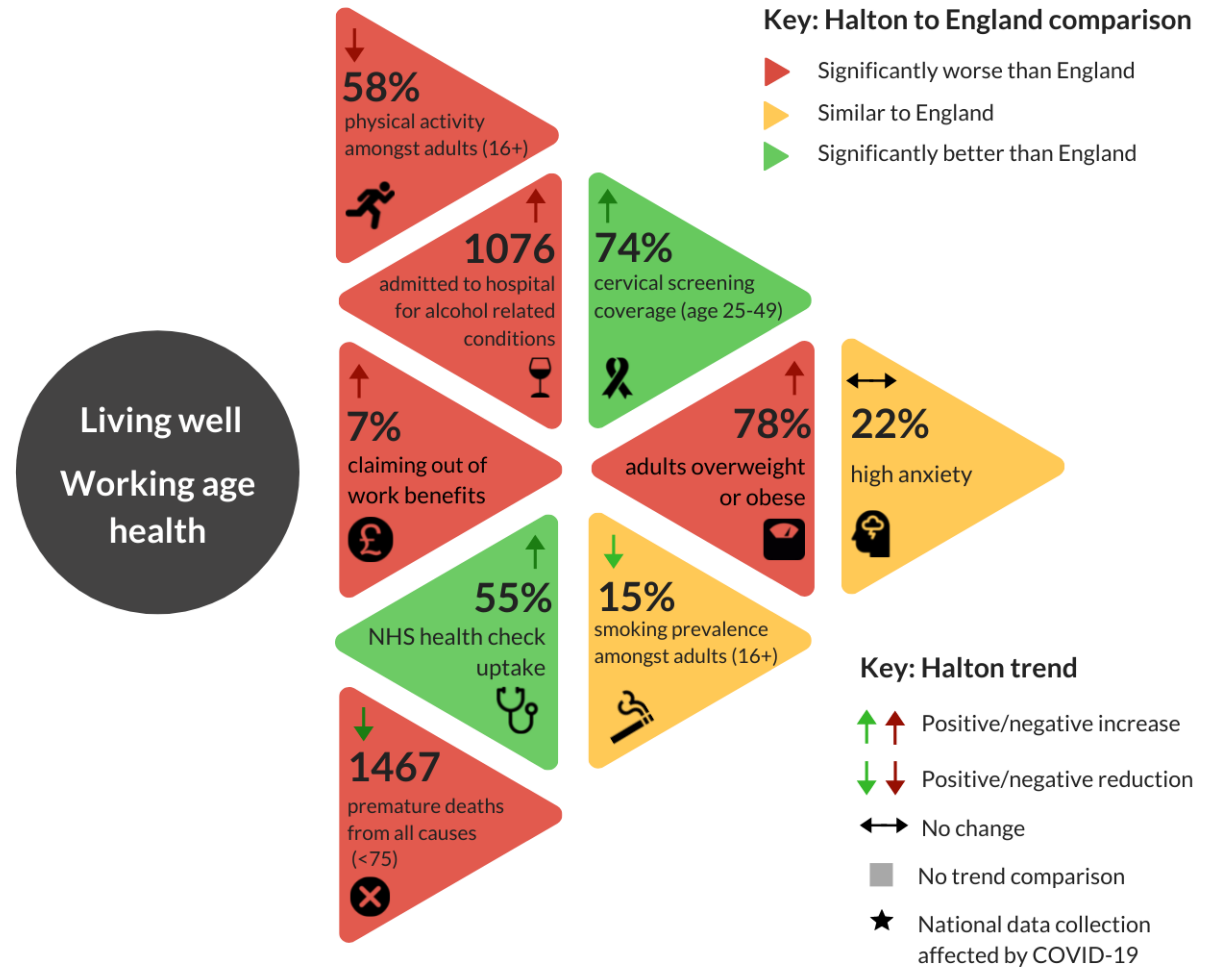 Key: Halton to England comparison
Significantly worse than England
Similar to England
Significantly better than England
58%
physical activity
amongst adults (16+)
1076
admitted to hospital
for alcohol related
conditions
74%
cervical screening
coverage (age 25-49)
Living well
Working age
health
7%
claiming out of
work benefits
£
78%
adults overweight
or obese
22%
high anxiety
55%
NHS health check
uptake
15%
smoking prevalence
amongst adults (16+)
1467
premature deaths
from all causes
(<75)
Key: Halton trend
Positive/negative increase
Positive/negative reduction
No change
No trend comparison
National data collection
affected by COVID-19